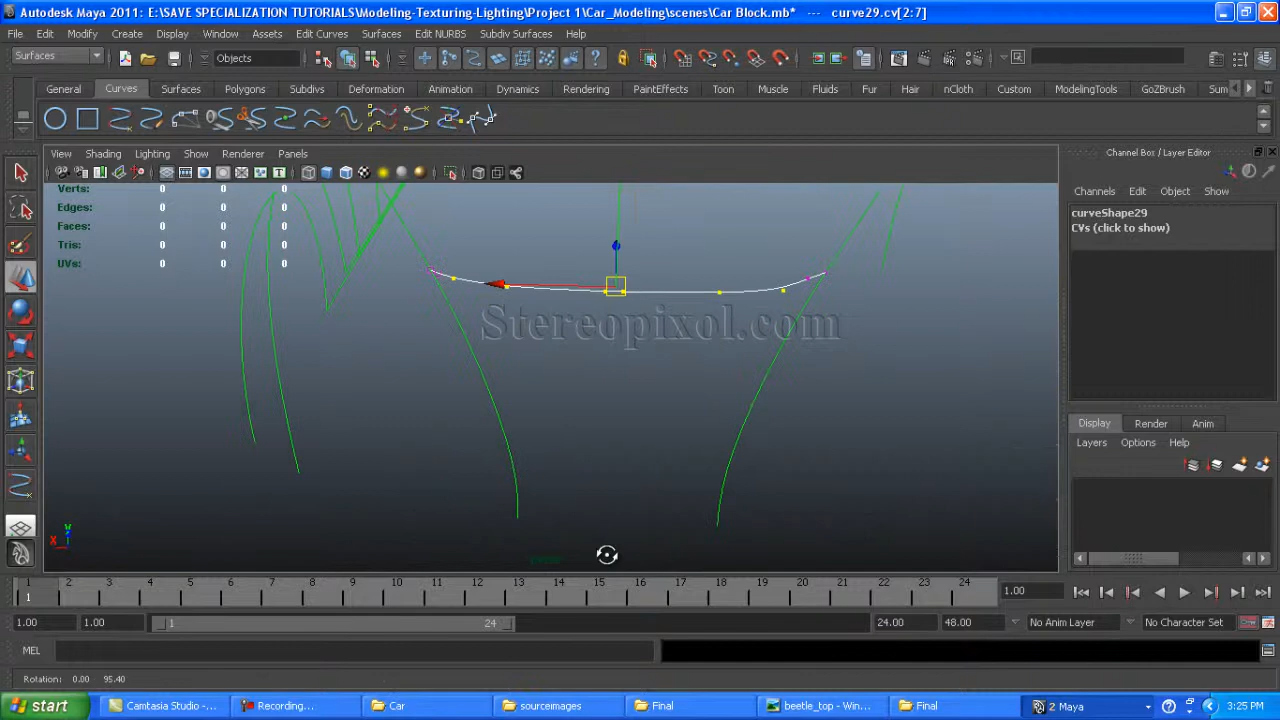 Autodesk Maya 2011: E:\SAVE SPECIALIZATION TUTORIALS\Modeling-Texturing-Lighting\Project 1\Car_Modeling\scenes\Car Block.mb* --- curve29.cv[2:7]
File Edit Modify Create Display Window Assets Edit Curves Surfaces Edit NURBS Subdiv Surfaces Help
Surfaces Objects
General Curves Surfaces Polygons Subdivs Deformation Animation Dynamics Rendering PaintEffects Toon Muscle Fluids Fur Hair nCloth Custom ModelingTools GoZBrush Sum
View Shading Lighting Show Renderer Panels
Channel Box / Layer Editor
Channels Edit Object Show
Verts: 0 0 0
Edges: 0 0 0
Faces: 0 0 0
Tris: 0 0 0
UVs: 0 0 0
curveShape29
CVs (click to show)
Stereopixol.com
Display Render Anim
Layers Options Help
Y
X
1 2 3 4 5 6 7 8 9 10 11 12 13 14 15 16 17 18 19 20 21 22 23 24
1
1.00
1.00 1.00 1 24 24.00 48.00 No Anim Layer No Character Set
MEL
Rotation: 0.00 95.40
start Camtasia Studio -... Recording... Car sourceimages Final beetle_top - Win... Final 2 Maya 3:25 PM